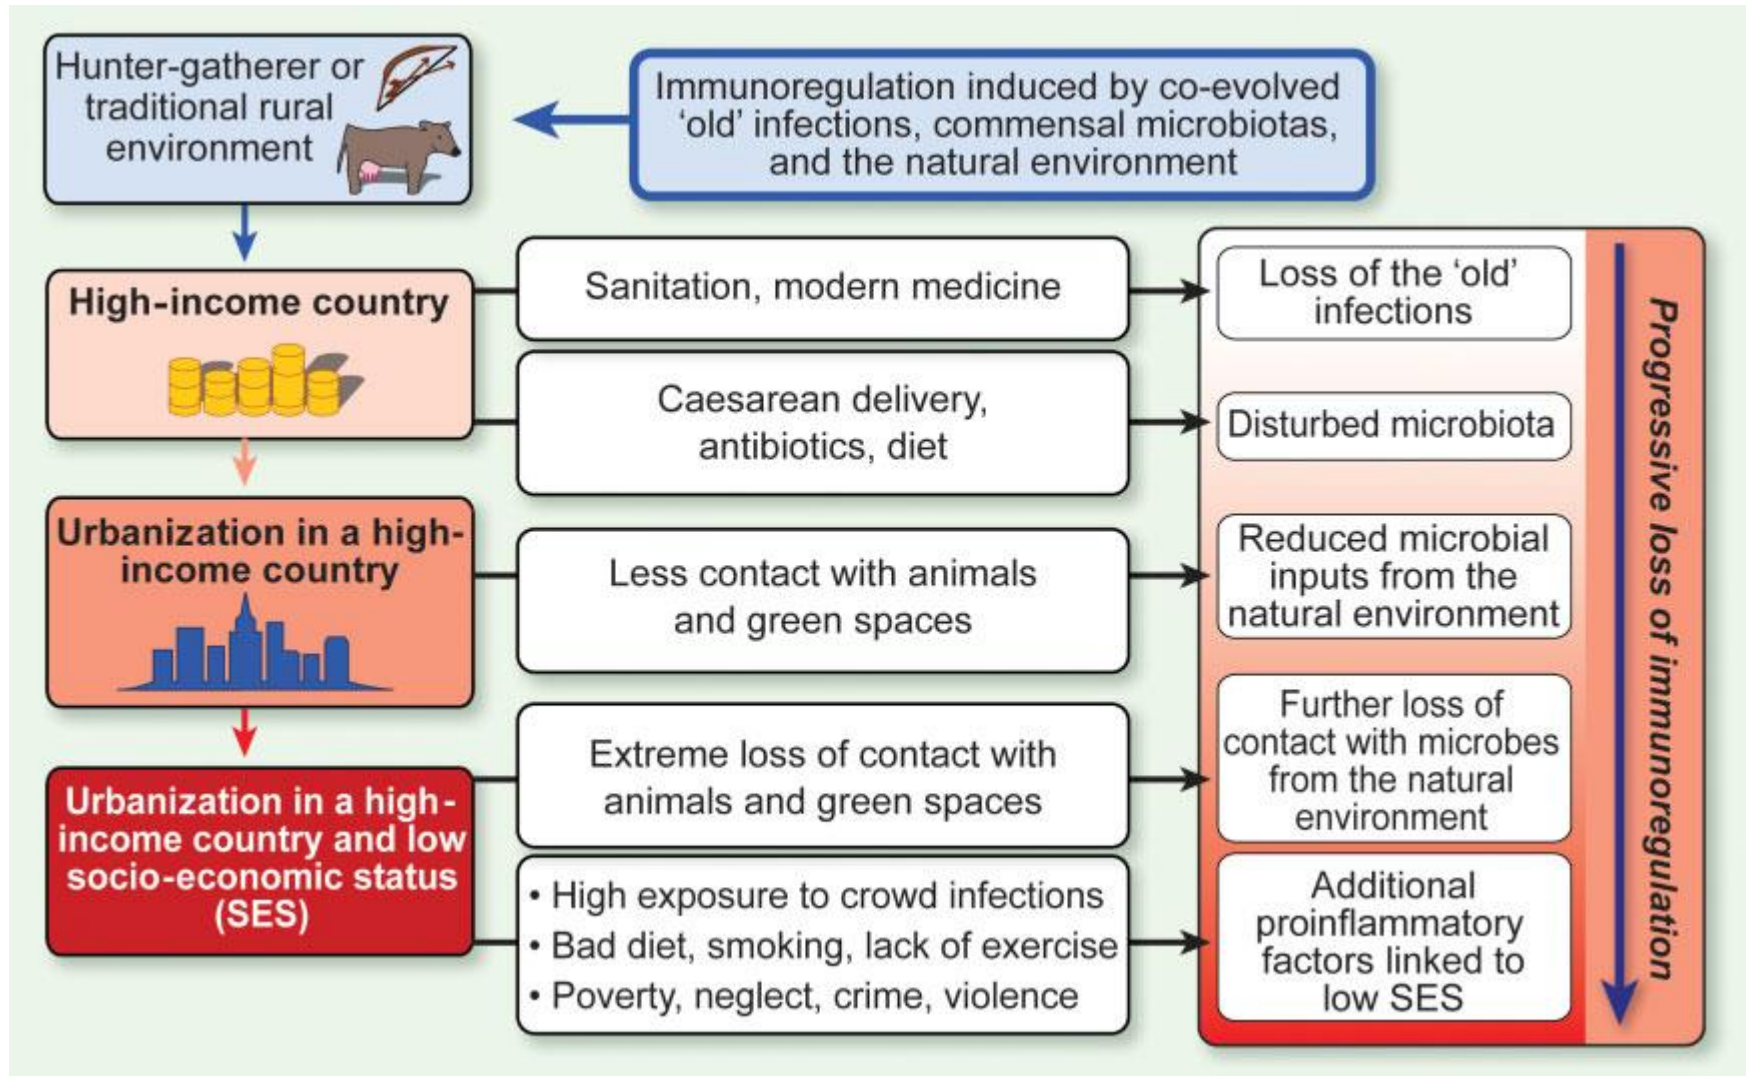 Hunter-gatherer or
traditional rural
environment
Immunoregulation induced by co-evolved
‘old’ infections, commensal microbiotas,
and the natural environment
High-income country
Sanitation, modern medicine
Loss of the ‘old’
infections
Caesarean delivery,
antibiotics, diet
Disturbed microbiota
Urbanization in a high-
income country
Less contact with animals
and green spaces
Reduced microbial
inputs from the
natural environment
Urbanization in a high-
income country and low
socio-economic status
(SES)
Extreme loss of contact with
animals and green spaces
Further loss of
contact with microbes
from the natural
environment
• High exposure to crowd infections
• Bad diet, smoking, lack of exercise
• Poverty, neglect, crime, violence
Additional
proinflammatory
factors linked to
low SES
Progressive loss of immunoregulation